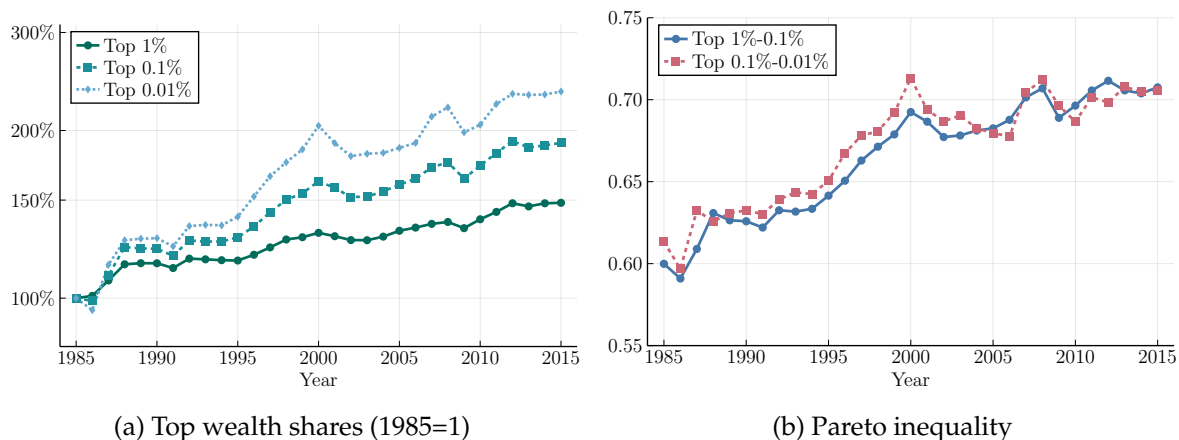 300%
200%
150%
100%
Top 1%
Top 0.1%
Top 0.01%
1985 1990 1995 2000 2005 2010 2015
Year
(a) Top wealth shares (1985=1)
0.75
0.70
0.65
0.60
0.55
Top 1%-0.1%
Top 0.1%-0.01%
1985 1990 1995 2000 2005 2010 2015
Year
(b) Pareto inequality